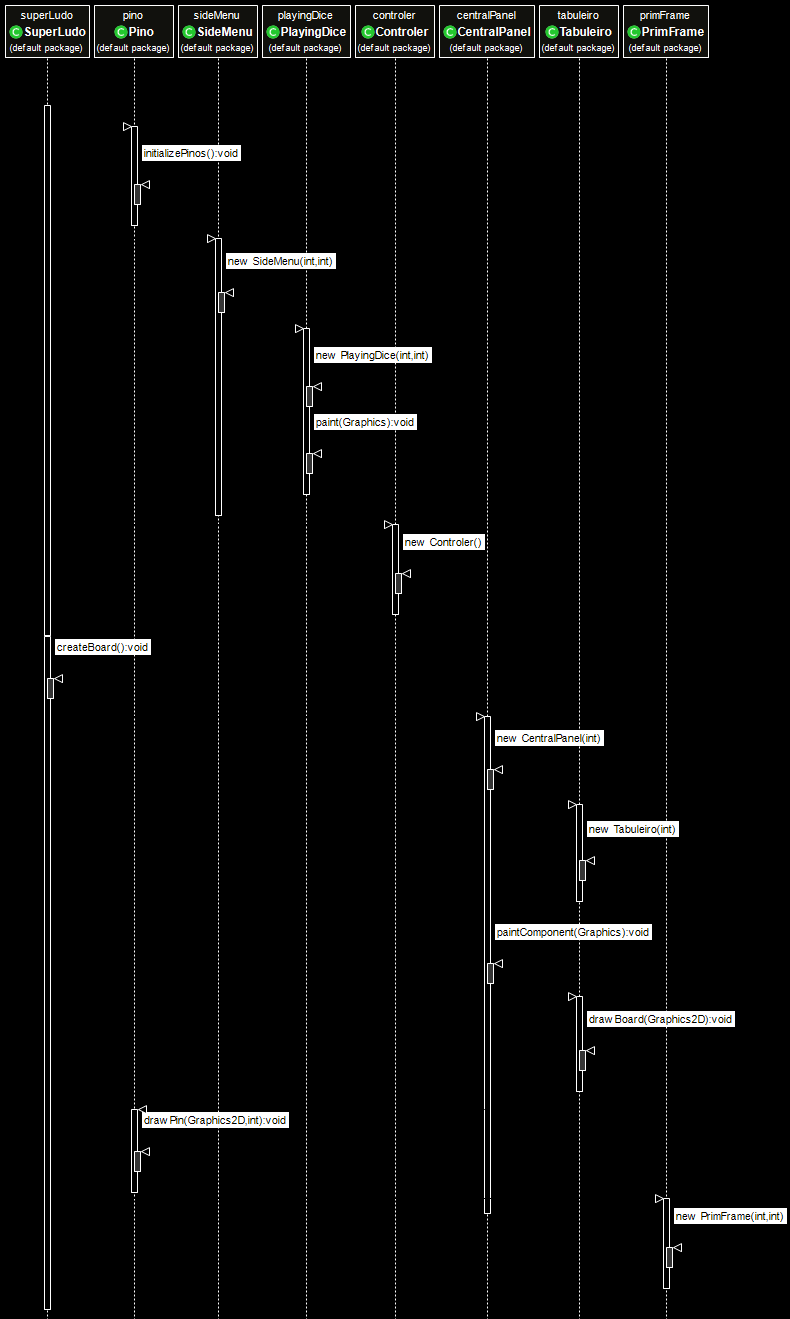 superLudo
C SuperLudo
(default package)
pino
C Pino
(default package)
sideMenu
C SideMenu
(default package)
playingDice
C PlayingDice
(default package)
controler
C Controler
(default package)
centralPanel
C CentralPanel
(default package)
tabuleiro
C Tabuleiro
(default package)
primFrame
C PrimFrame
(default package)
initializePinos():void
new SideMenu(int,int)
new PlayingDice(int,int)
paint(Graphics):void
new Controler()
createBoard():void
new CentralPanel(int)
new Tabuleiro(int)
paintComponent(Graphics):void
drawBoard(Graphics2D):void
drawPin(Graphics2D,int):void
new PrimFrame(int,int)